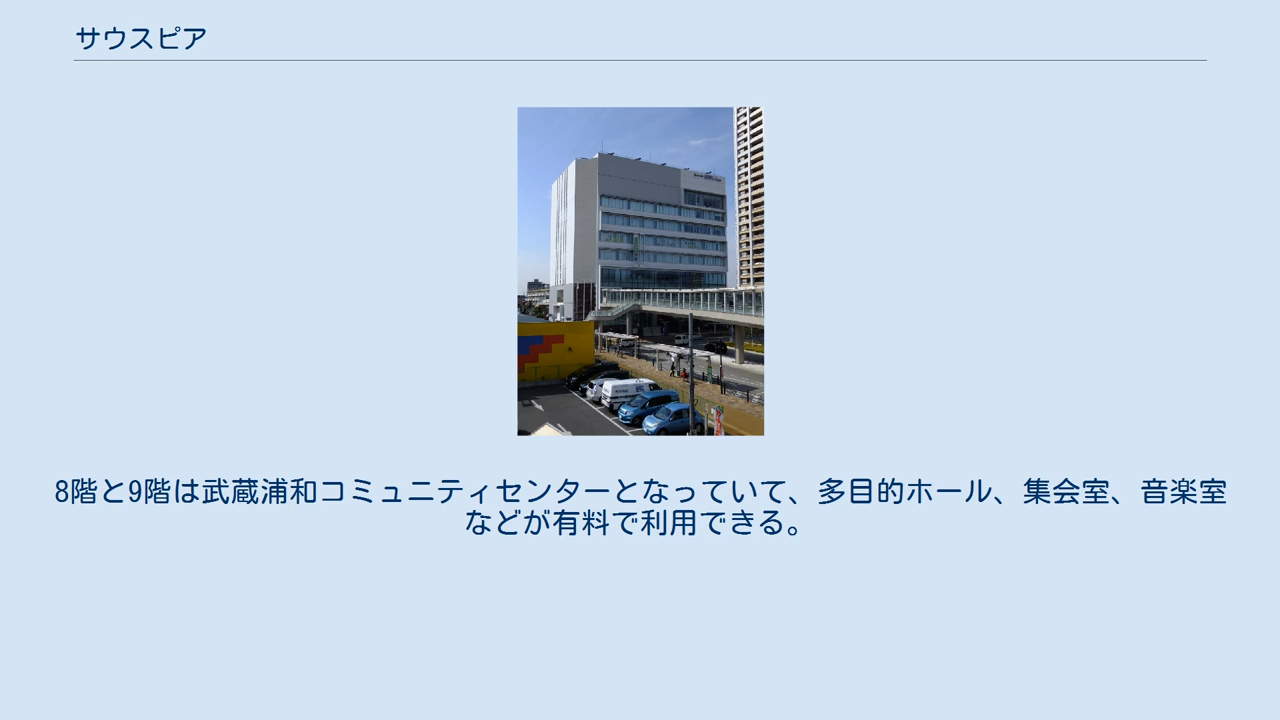 サウスピア
8階と9階は武蔵浦和コミュニティセンターとなっていて、多目的ホール、集会室、音楽室
などが有料で利用できる。